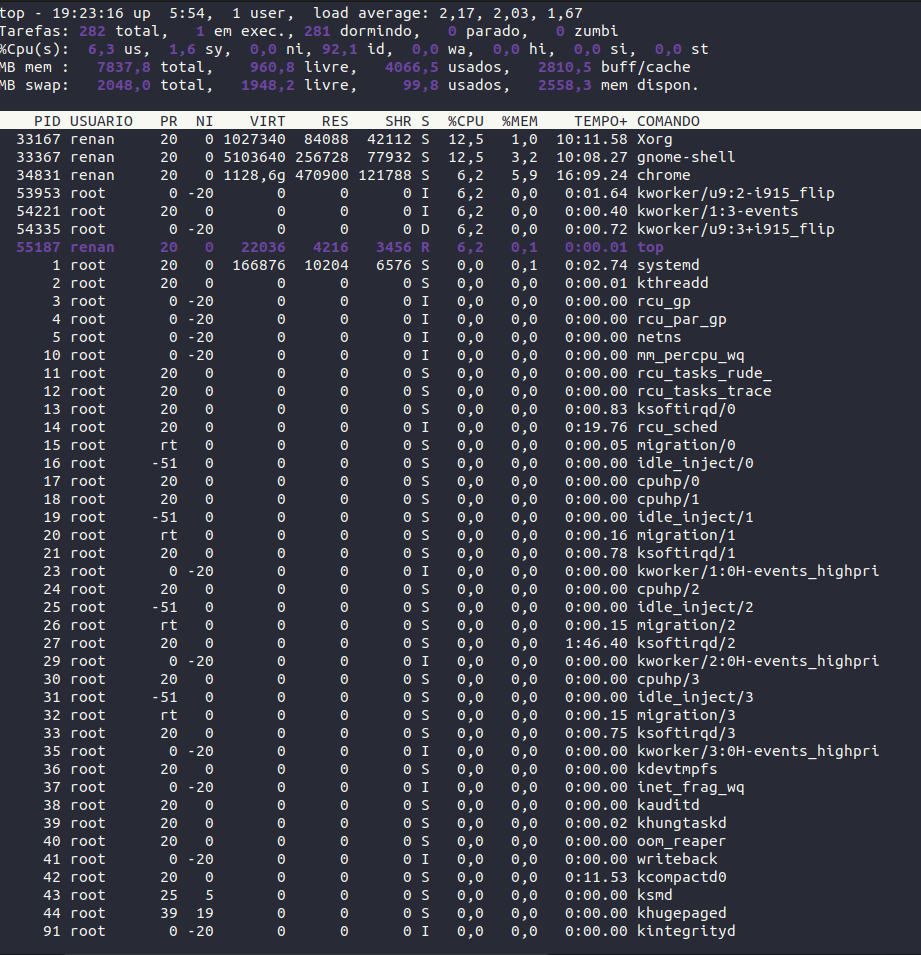 top - 19:23:16 up  5:54,  1 user,  load average: 2,17, 2,03, 1,67
Tarefas: 282 total,   1 em exec., 281 dormindo,   0 parado,   0 zumbi
%Cpu(s):  6,3 us,  1,6 sy,  0,0 ni, 92,1 id,  0,0 wa,  0,0 hi,  0,0 si,  0,0 st
MB mem :   7837,8 total,    960,8 livre,   4066,5 usados,   2810,5 buff/cache
MB swap:   2048,0 total,   1948,2 livre,     99,8 usados,   2558,3 mem dispon.
PID USUARIO   PR  NI    VIRT    RES    SHR S  %CPU  %MEM    TEMPO+ COMANDO
33167 renan     20   0 1027340  84088  42112 S  12,5   1,0  10:11.58 Xorg
33367 renan     20   0 5103640 256728  77932 S  12,5   3,2  10:08.27 gnome-shell
34831 renan     20   0 1128,6g 470900 121788 S   6,2   5,9  16:09.24 chrome
53953 root       0 -20       0      0      0 I   6,2   0,0   0:01.64 kworker/u9:2-i915_flip
54221 root      20   0       0      0      0 I   6,2   0,0   0:00.40 kworker/1:3-events
54335 root       0 -20       0      0      0 D   6,2   0,0   0:00.72 kworker/u9:3+i915_flip
55187 renan     20   0   22036   4216   3456 R   6,2   0,1   0:00.01 top
1 root      20   0  166876  10204   6576 S   0,0   0,1   0:02.74 systemd
2 root      20   0       0      0      0 S   0,0   0,0   0:00.01 kthreadd
3 root       0 -20       0      0      0 I   0,0   0,0   0:00.00 rcu_gp
4 root       0 -20       0      0      0 I   0,0   0,0   0:00.00 rcu_par_gp
5 root       0 -20       0      0      0 I   0,0   0,0   0:00.00 netns
10 root       0 -20       0      0      0 I   0,0   0,0   0:00.00 mm_percpu_wq
11 root      20   0       0      0      0 S   0,0   0,0   0:00.00 rcu_tasks_rude_
12 root      20   0       0      0      0 S   0,0   0,0   0:00.00 rcu_tasks_trace
13 root      20   0       0      0      0 S   0,0   0,0   0:00.83 ksoftirqd/0
14 root      20   0       0      0      0 I   0,0   0,0   0:19.76 rcu_sched
15 root      rt   0       0      0      0 S   0,0   0,0   0:00.05 migration/0
16 root     -51   0       0      0      0 S   0,0   0,0   0:00.00 idle_inject/0
17 root      20   0       0      0      0 S   0,0   0,0   0:00.00 cpuhp/0
18 root      20   0       0      0      0 S   0,0   0,0   0:00.00 cpuhp/1
19 root     -51   0       0      0      0 S   0,0   0,0   0:00.00 idle_inject/1
20 root      rt   0       0      0      0 S   0,0   0,0   0:00.16 migration/1
21 root      20   0       0      0      0 S   0,0   0,0   0:00.78 ksoftirqd/1
23 root       0 -20       0      0      0 I   0,0   0,0   0:00.00 kworker/1:0H-events_highpri
24 root      20   0       0      0      0 S   0,0   0,0   0:00.00 cpuhp/2
25 root     -51   0       0      0      0 S   0,0   0,0   0:00.00 idle_inject/2
26 root      rt   0       0      0      0 S   0,0   0,0   0:00.15 migration/2
27 root      20   0       0      0      0 S   0,0   0,0   1:46.40 ksoftirqd/2
29 root       0 -20       0      0      0 I   0,0   0,0   0:00.00 kworker/2:0H-events_highpri
30 root      20   0       0      0      0 S   0,0   0,0   0:00.00 cpuhp/3
31 root     -51   0       0      0      0 S   0,0   0,0   0:00.00 idle_inject/3
32 root      rt   0       0      0      0 S   0,0   0,0   0:00.15 migration/3
33 root      20   0       0      0      0 S   0,0   0,0   0:00.75 ksoftirqd/3
35 root       0 -20       0      0      0 I   0,0   0,0   0:00.00 kworker/3:0H-events_highpri
36 root      20   0       0      0      0 S   0,0   0,0   0:00.00 kdevtmpfs
37 root       0 -20       0      0      0 I   0,0   0,0   0:00.00 inet_frag_wq
38 root      20   0       0      0      0 S   0,0   0,0   0:00.00 kauditd
39 root      20   0       0      0      0 S   0,0   0,0   0:00.02 khungtaskd
40 root      20   0       0      0      0 S   0,0   0,0   0:00.00 oom_reaper
41 root       0 -20       0      0      0 I   0,0   0,0   0:00.00 writeback
42 root      20   0       0      0      0 S   0,0   0,0   0:11.53 kcompactd0
43 root      25   5       0      0      0 S   0,0   0,0   0:00.00 ksmd
44 root      39  19       0      0      0 S   0,0   0,0   0:00.00 khugepaged
91 root       0 -20       0      0      0 I   0,0   0,0   0:00.00 kintegrityd